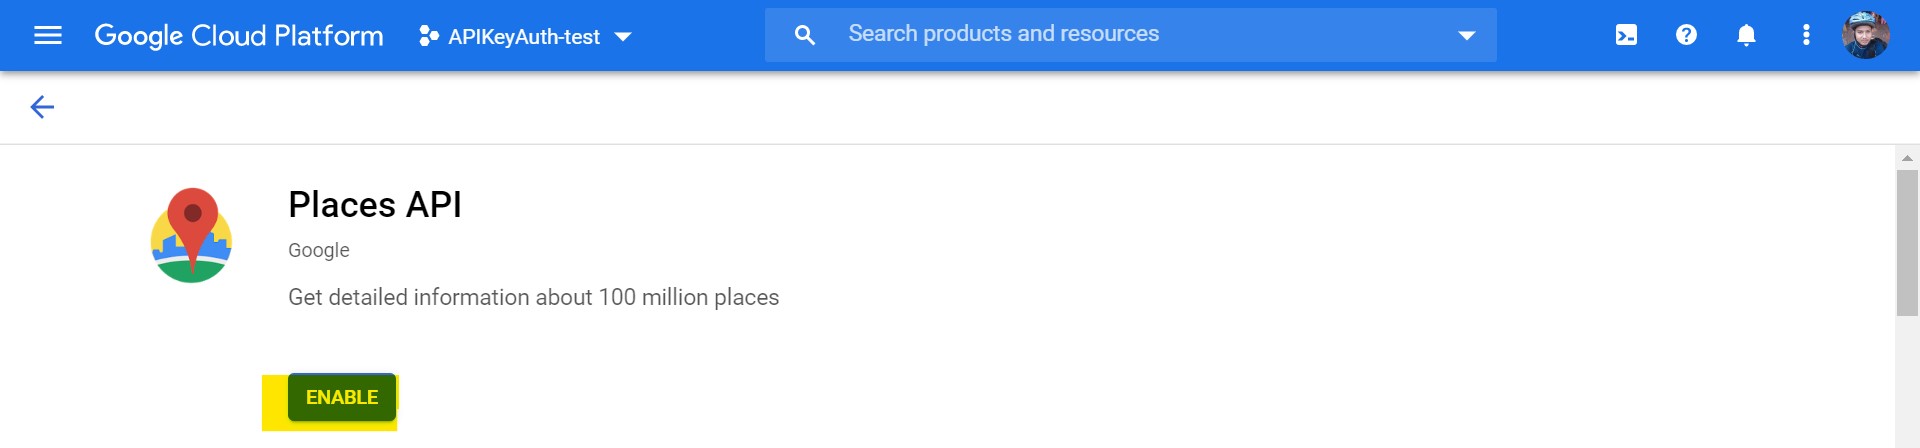 Google Cloud Platform APIKeyAuth-test Search products and resources
Places API
Google
Get detailed information about 100 million places
ENABLE